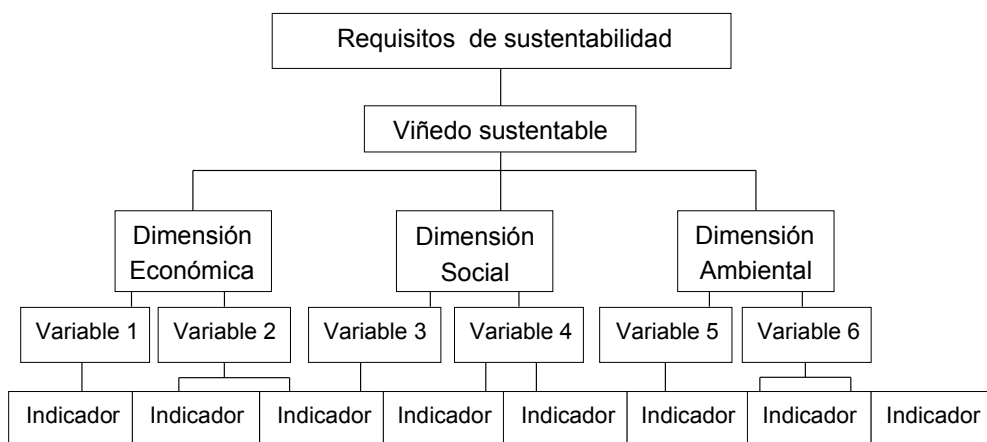 Requisitos de sustentabilidad
Viñedo sustentable
Dimensión
Económica
Dimensión
Social
Dimensión
Ambiental
Variable 1
Variable 2
Variable 3
Variable 4
Variable 5
Variable 6
Indicador
Indicador
Indicador
Indicador
Indicador
Indicador
Indicador
Indicador